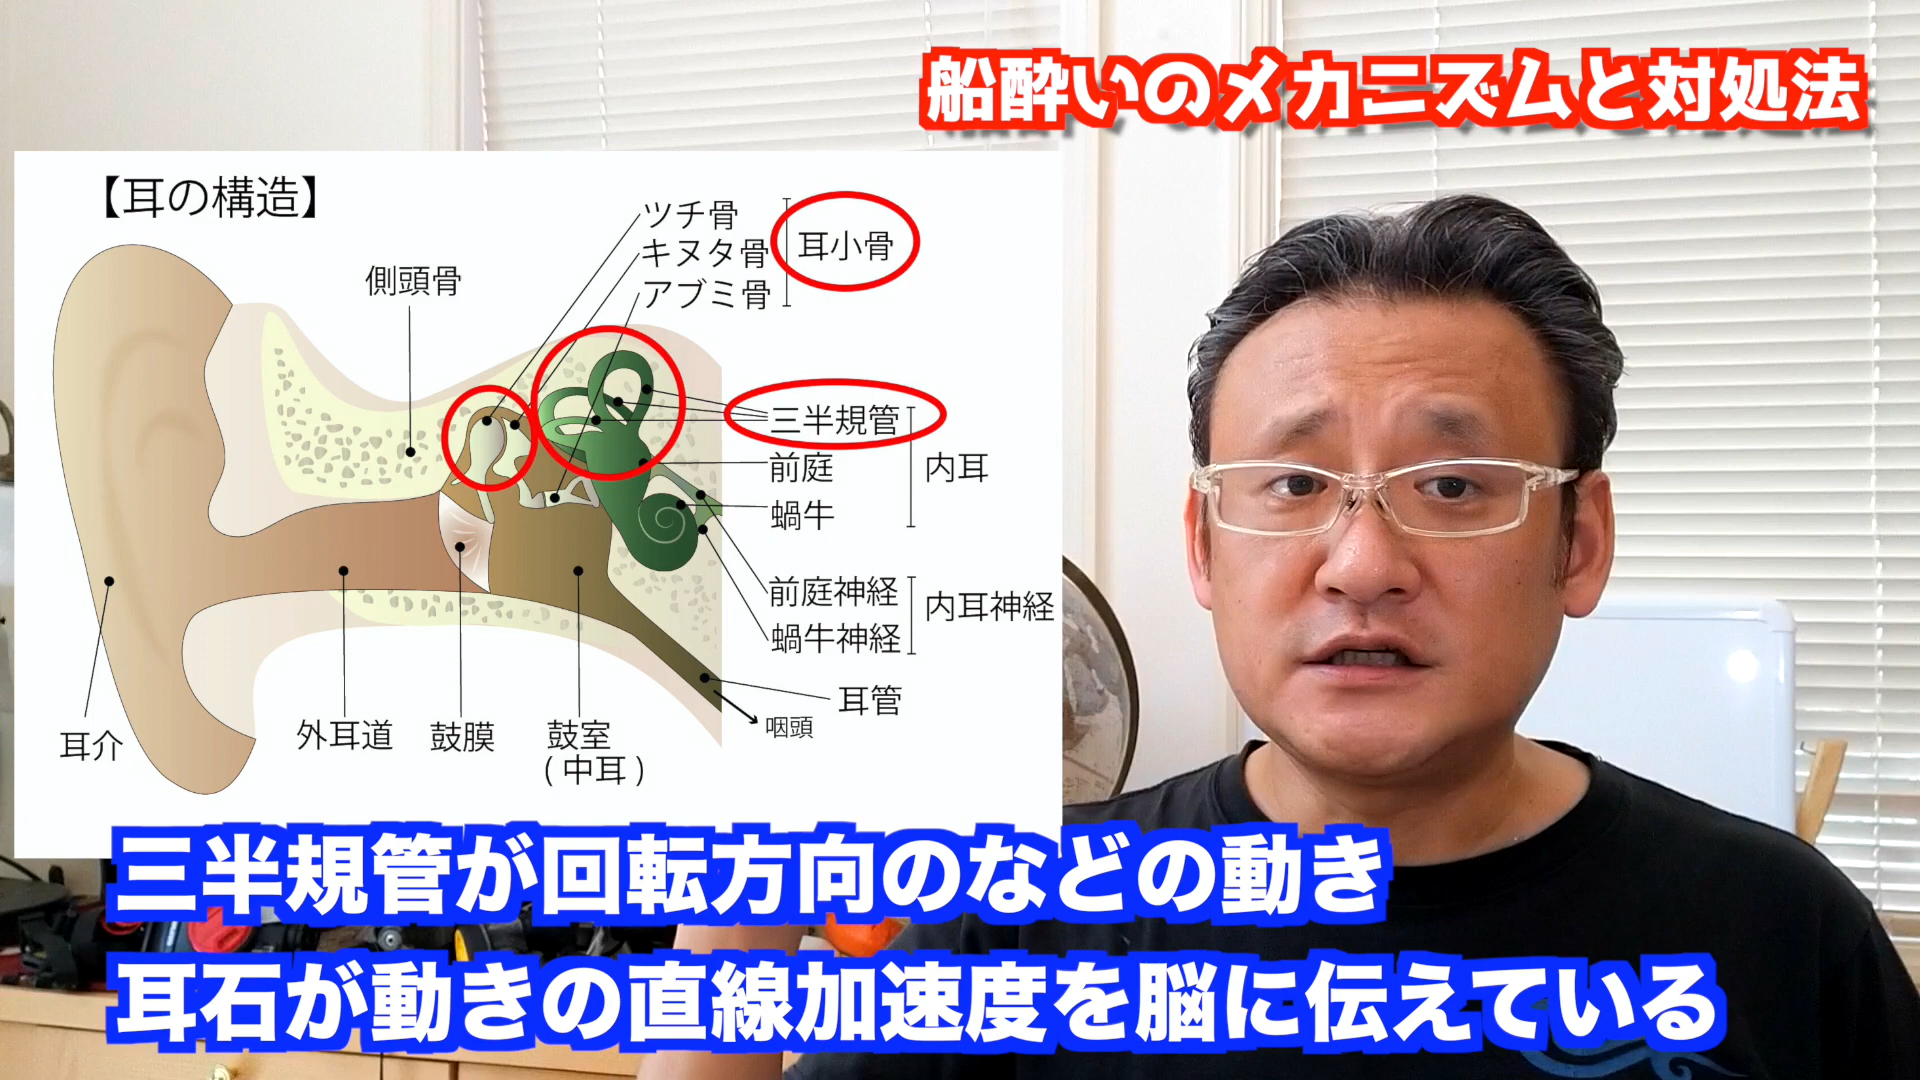 船酔いのメカニズムと対処法
【耳の構造】
ツチ骨
キヌタ骨
アブミ骨
耳小骨
側頭骨
三半規管
前庭
蝸牛
内耳
前庭神経
蝸牛神経
内耳神経
耳管
咽頭
耳介
外耳道
鼓膜
鼓室
(中耳)
三半規管が回転方向のなどの動き
耳石が動きの直線加速度を脳に伝えている